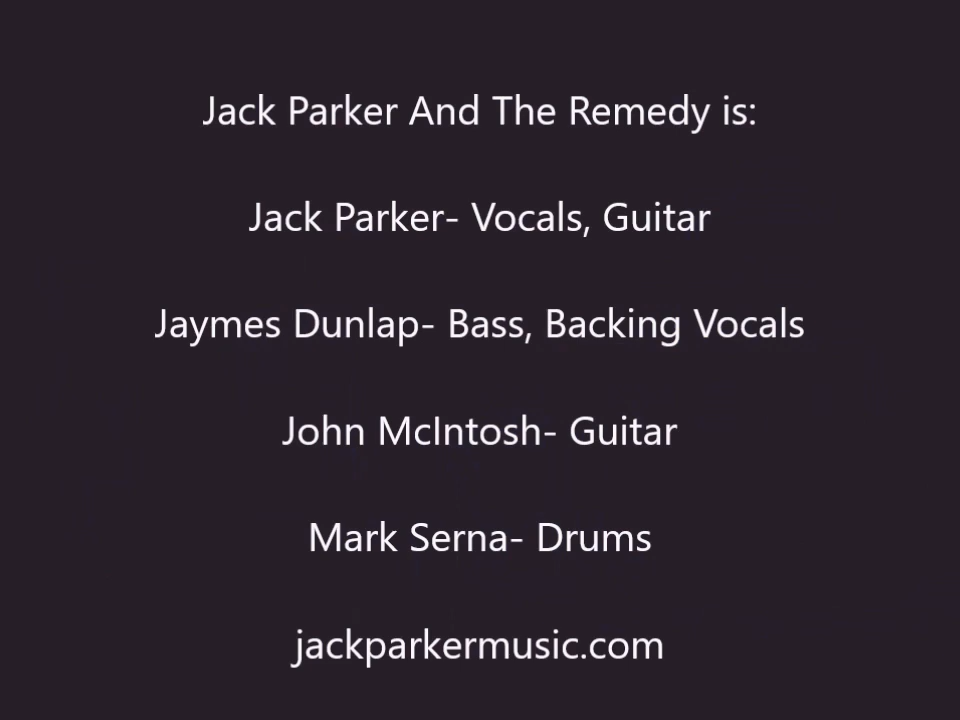 Jack Parker And The Remedy is:
Jack Parker- Vocals, Guitar
Jaymes Dunlap- Bass, Backing Vocals
John McIntosh- Guitar
Mark Serna- Drums
jackparkermusic.com